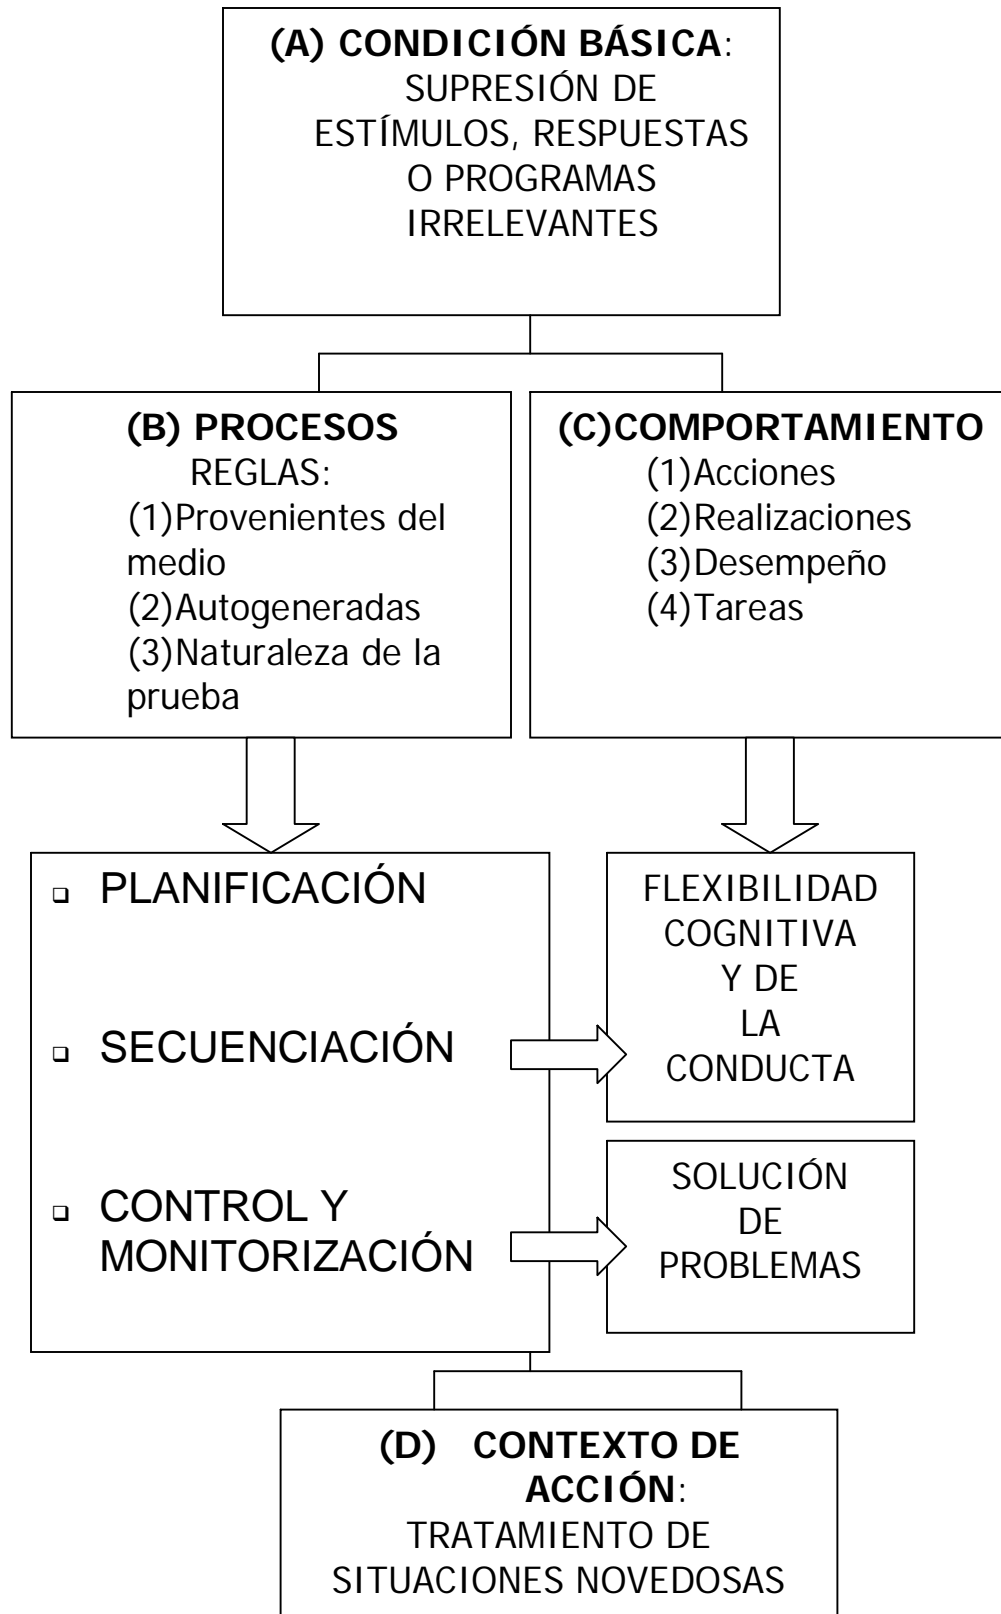 (A) CONDICIÓN BÁSICA:
SUPRESIÓN DE
ESTÍMULOS, RESPUESTAS
O PROGRAMAS
IRRELEVANTES
(B) PROCESOS
REGLAS:
(1)Provenientes del
medio
(2)Autogeneradas
(3)Naturaleza de la
prueba
(C)COMPORTAMIENTO
(1)Acciones
(2)Realizaciones
(3)Desempeño
(4)Tareas
PLANIFICACIÓN
SECUENCIACIÓN
CONTROL Y
MONITORIZACIÓN
FLEXIBILIDAD
COGNITIVA
Y DE
LA
CONDUCTA
SOLUCIÓN
DE
PROBLEMAS
(D) CONTEXTO DE
ACCIÓN:
TRATAMIENTO DE
SITUACIONES NOVEDOSAS